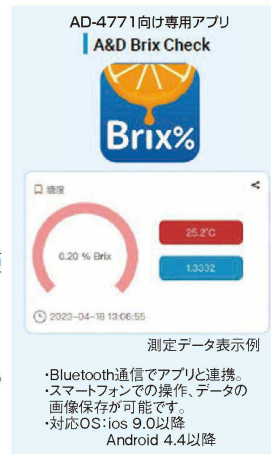 AD-4771向け専用アプリ
A&D Brix Check
Brix%
糖度
25.2℃
0.20 % Brix
1.3332
2023-04-18 13:06:55
測定データ表示例
・Bluetooth通信でアプリと連携。
・スマートフォンでの操作、データの
画像保存が可能です。
・対応OS:ios 9.0以降
Android 4.4以降